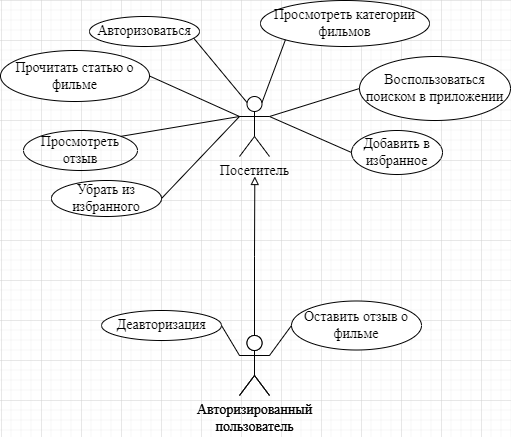 Авторизоваться
Просмотреть категории
фильмов
Прочитать статью о
фильме
Воспользоваться
поиском в приложении
Просмотреть
отзыв
Добавить в
избранное
Посетитель
Убрать из
избранного
Деавторизация
Оставить отзыв о
фильме
Авторизированный
пользователь